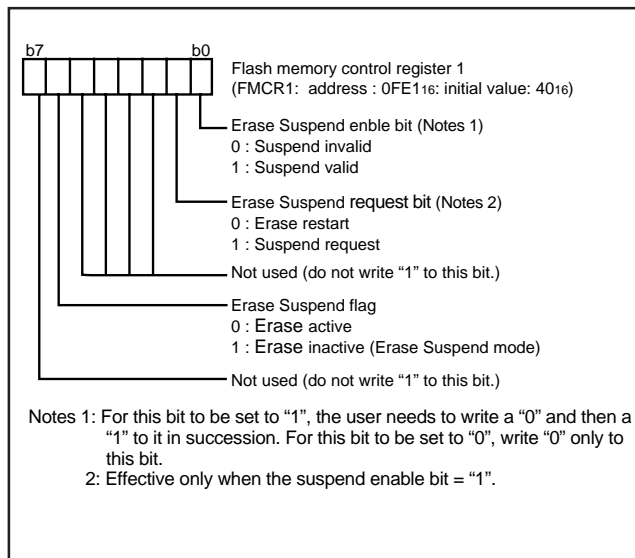 b7 b0
Flash memory control register 1
(FMCR1: address : 0FE116: initial value: 4016)
Erase Suspend enble bit (Notes 1)
0 : Suspend invalid
1 : Suspend valid
Erase Suspend request bit (Notes 2)
0 : Erase restart
1 : Suspend request
Not used (do not write “1” to this bit.)
Erase Suspend flag
0 : Erase active
1 : Erase inactive (Erase Suspend mode)
Not used (do not write “1” to this bit.)
Notes 1: For this bit to be set to “1”, the user needs to write a “0” and then a
“1” to it in succession. For this bit to be set to “0”, write “0” only to
this bit.
2: Effective only when the suspend enable bit = “1”.